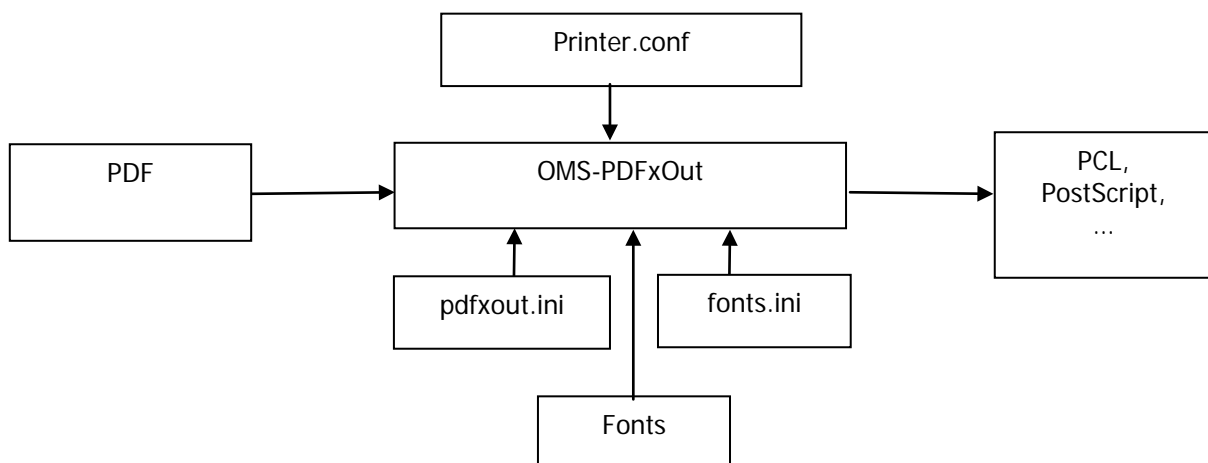 Printer.conf
PDF
OMS-PDFxOut
PCL,
PostScript,
...
pdfxout.ini
fonts.ini
Fonts